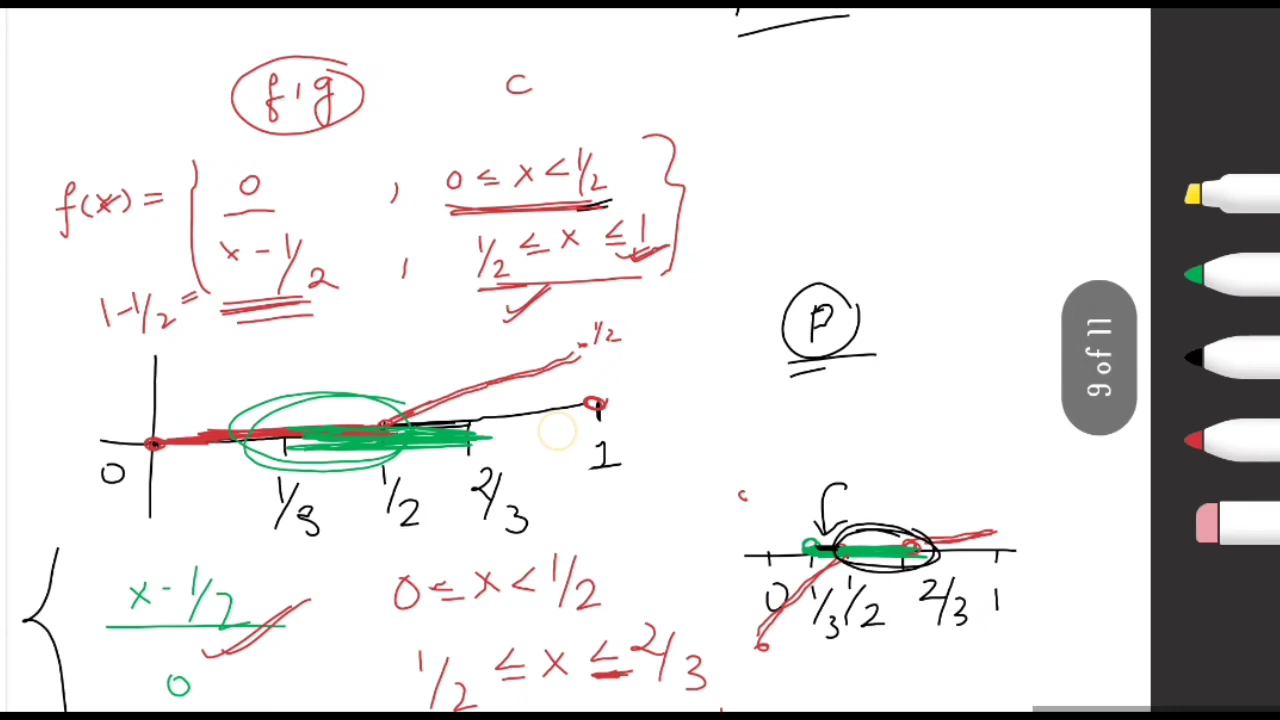 fig
c
f(x) = { 0 , 0 ≤ x < 1/2 }
x - 1/2 , 1/2 ≤ x ≤ 1
1-1/2 =
P
1/2
0 1/3 1/2 2/3 1
x - 1/2 0 ≤ x < 1/2
0 1/2 ≤ x ≤ 2/3
0 1/3 1/2 2/3 1
9 of 11